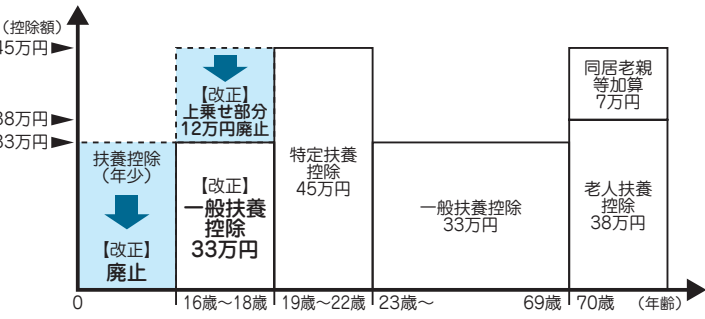 (控除額)
45万円
38万円
33万円
扶養控除
(年少)
【改正】
廃止
【改正】
上乗せ部分
12万円廃止
【改正】
一般扶養
控除
33万円
特定扶養
控除
45万円
一般扶養控除
33万円
同居老親
等加算
7万円
老人扶養
控除
38万円
0
16歳〜18歳
19歳〜22歳
23歳〜
69歳
70歳
(年齢)